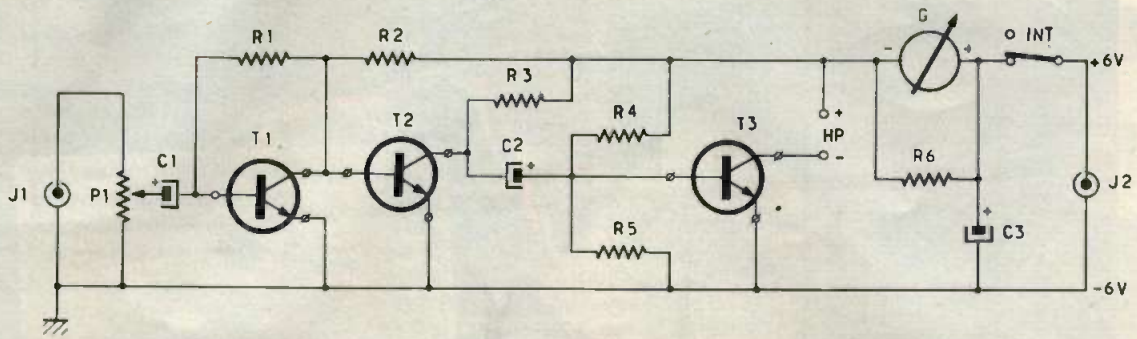 G
R1
R2
INT
+6V
R3
T2
T3
+
HP
-
R4
C2
C1
T1
R6
J1
P1
J2
R5
C3
-6V